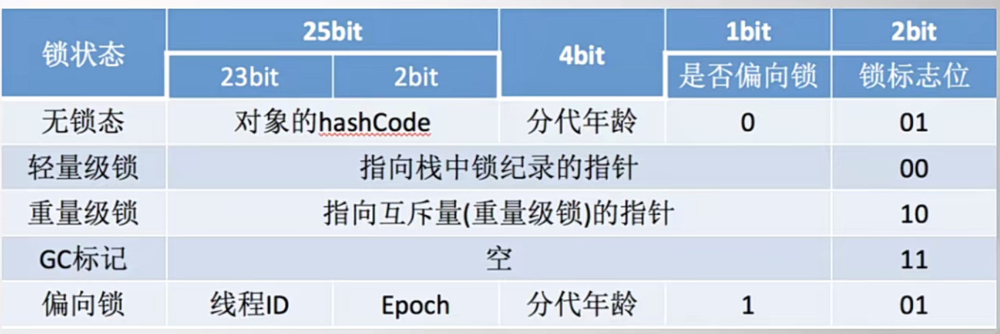 锁状态 25bit 4bit 1bit 2bit
23bit 2bit 是否偏向锁 锁标志位
无锁态 对象的hashCode 分代年龄 0 01
轻量级锁 指向栈中锁纪录的指针 00
重量级锁 指向互斥量(重量级锁)的指针 10
GC标记 空 11
偏向锁 线程ID Epoch 分代年龄 1 01